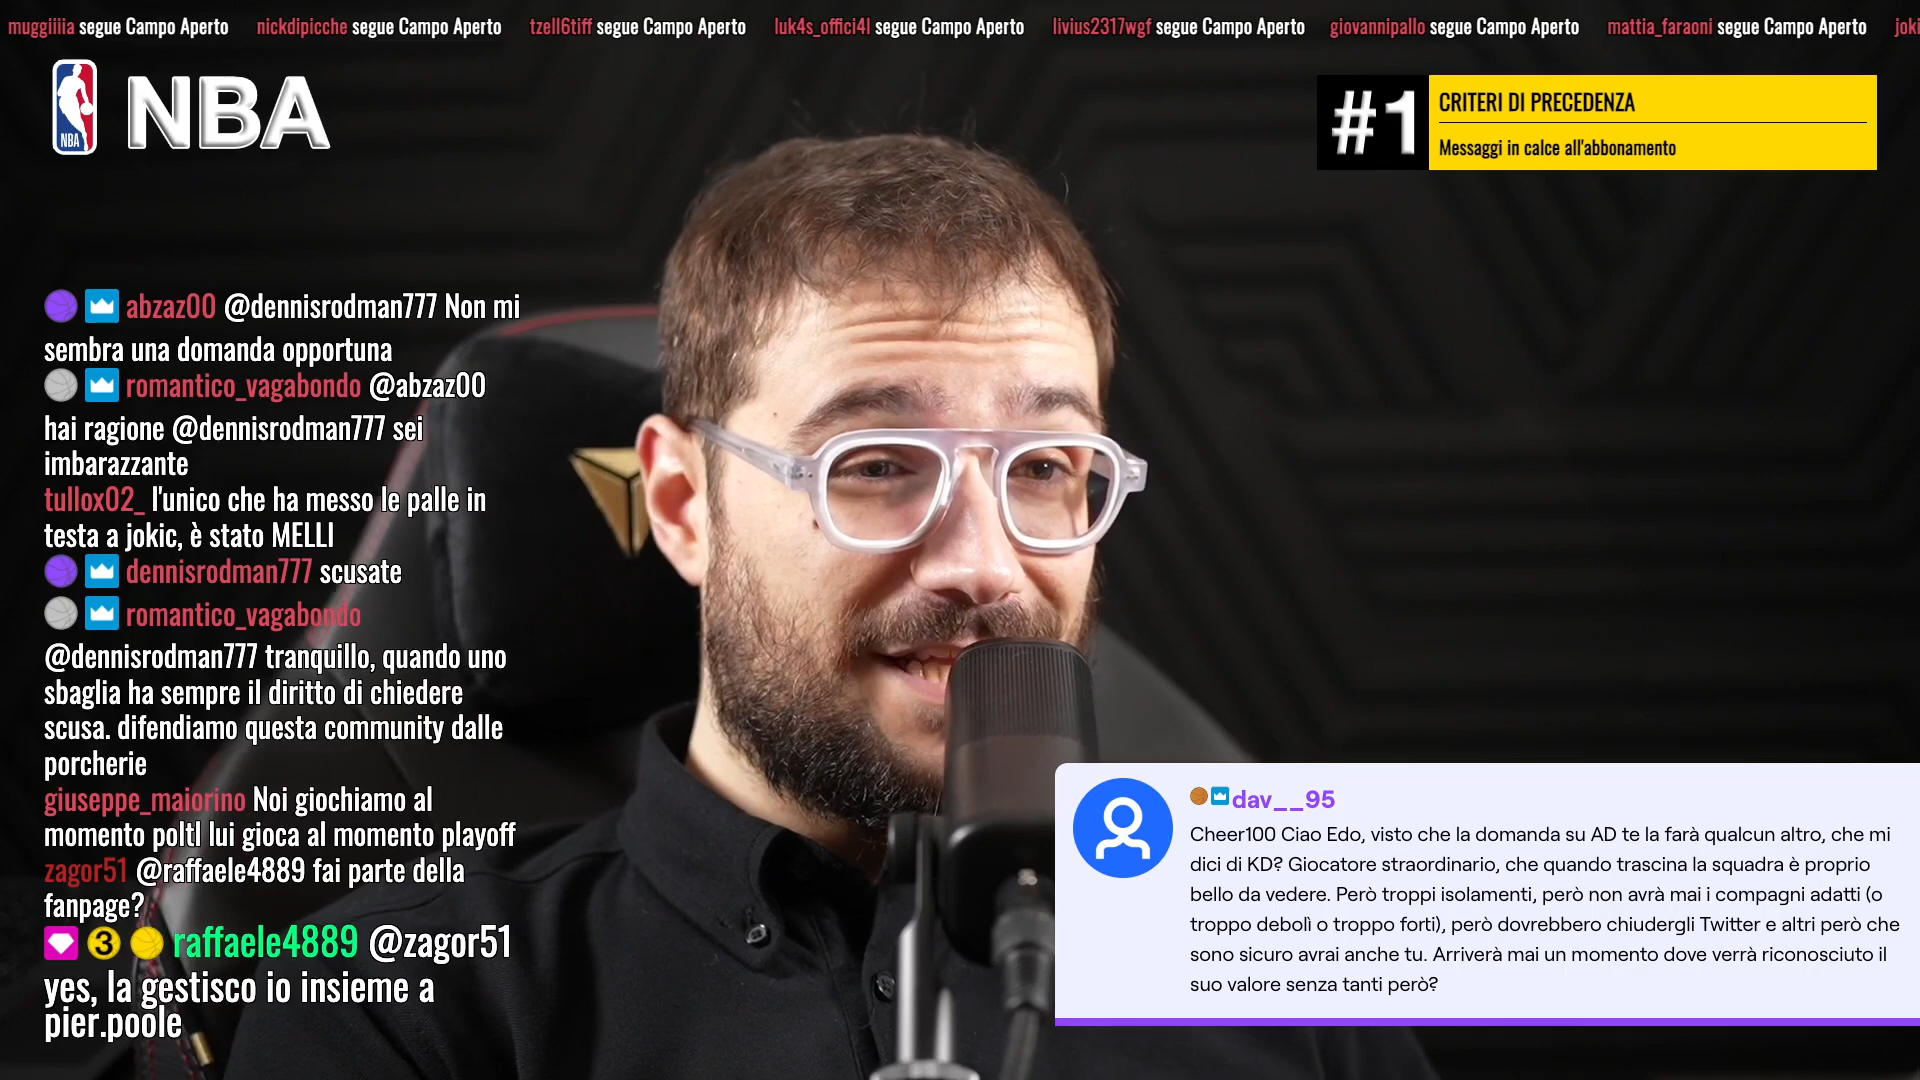 muggiiiia segue Campo Aperto nickdipicche segue Campo Aperto tzell6tiff segue Campo Aperto luk4s_offici4l segue Campo Aperto livius2317wgf segue Campo Aperto giovannipallo segue Campo Aperto mattia_faraoni segue Campo Aperto joki
NBA
NBA
#1
CRITERI DI PRECEDENZA
Messaggi in calce all'abbonamento
abzaz00 @dennisrodman777 Non mi
sembra una domanda opportuna
romantico_vagabondo @abzaz00
hai ragione @dennisrodman777 sei
imbarazzante
tullox02_ l'unico che ha messo le palle in
testa a jokic, è stato MELLI
dennisrodman777 scusate
romantico_vagabondo
@dennisrodman777 tranquillo, quando uno
sbaglia ha sempre il diritto di chiedere
scusa. difendiamo questa community dalle
porcherie
giuseppe_maiorino Noi giochiamo al
momento poltl lui gioca al momento playoff
zagor51 @raffaele4889 fai parte della
fanpage?
3 raffaele4889 @zagor51
yes, la gestisco io insieme a
pier.poole
dav__95
Cheer100 Ciao Edo, visto che la domanda su AD te la farà qualcun altro, che mi
dici di KD? Giocatore straordinario, che quando trascina la squadra è proprio
bello da vedere. Però troppi isolamenti, però non avrà mai i compagni adatti (o
troppo debolì o troppo forti), però dovrebbero chiudergli Twitter e altri però che
sono sicuro avrai anche tu. Arriverà mai un momento dove verrà riconosciuto il
suo valore senza tanti però?